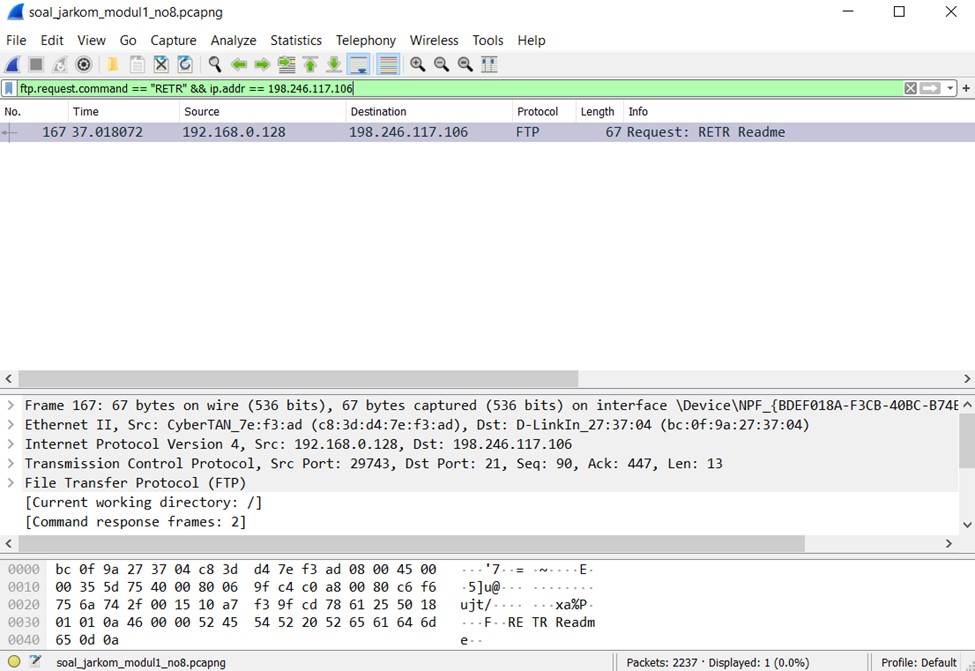 soal_jarkom_modul1_no8.pcapng
File Edit View Go Capture Analyze Statistics Telephony Wireless Tools Help
ftp.request.command == "RETR" && ip.addr == 198.246.117.106
No. Time Source Destination Protocol Length Info
167 37.018072 192.168.0.128 198.246.117.106 FTP 67 Request: RETR Readme
Frame 167: 67 bytes on wire (536 bits), 67 bytes captured (536 bits) on interface \Device\NPF_{BDEF018A-F3CB-40BC-B74E
Ethernet II, Src: CyberTAN_7e:f3:ad (c8:3d:d4:7e:f3:ad), Dst: D-LinkIn_27:37:04 (bc:0f:9a:27:37:04)
Internet Protocol Version 4, Src: 192.168.0.128, Dst: 198.246.117.106
Transmission Control Protocol, Src Port: 29743, Dst Port: 21, Seq: 90, Ack: 447, Len: 13
File Transfer Protocol (FTP)
[Current working directory: /]
[Command response frames: 2]
0000 bc 0f 9a 27 37 04 c8 3d d4 7e f3 ad 08 00 45 00 ···'7··= ·~····E·
0010 00 35 5d 75 40 00 80 06 9f c4 c0 a8 00 80 c6 f6 ·5]u@··· ········
0020 75 6a 74 2f 00 15 10 a7 f3 9f cd 78 61 25 50 18 ujt/···· ···xa%P·
0030 01 01 0a 46 00 00 52 45 54 52 20 52 65 61 64 6d ···F··RE TR Readm
0040 65 0d 0a e··
soal_jarkom_modul1_no8.pcapng Packets: 2237 · Displayed: 1 (0.0%) Profile: Default